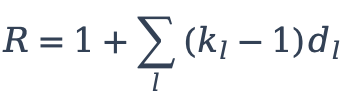 R = 1 + ∑_l (k_l − 1)d_l